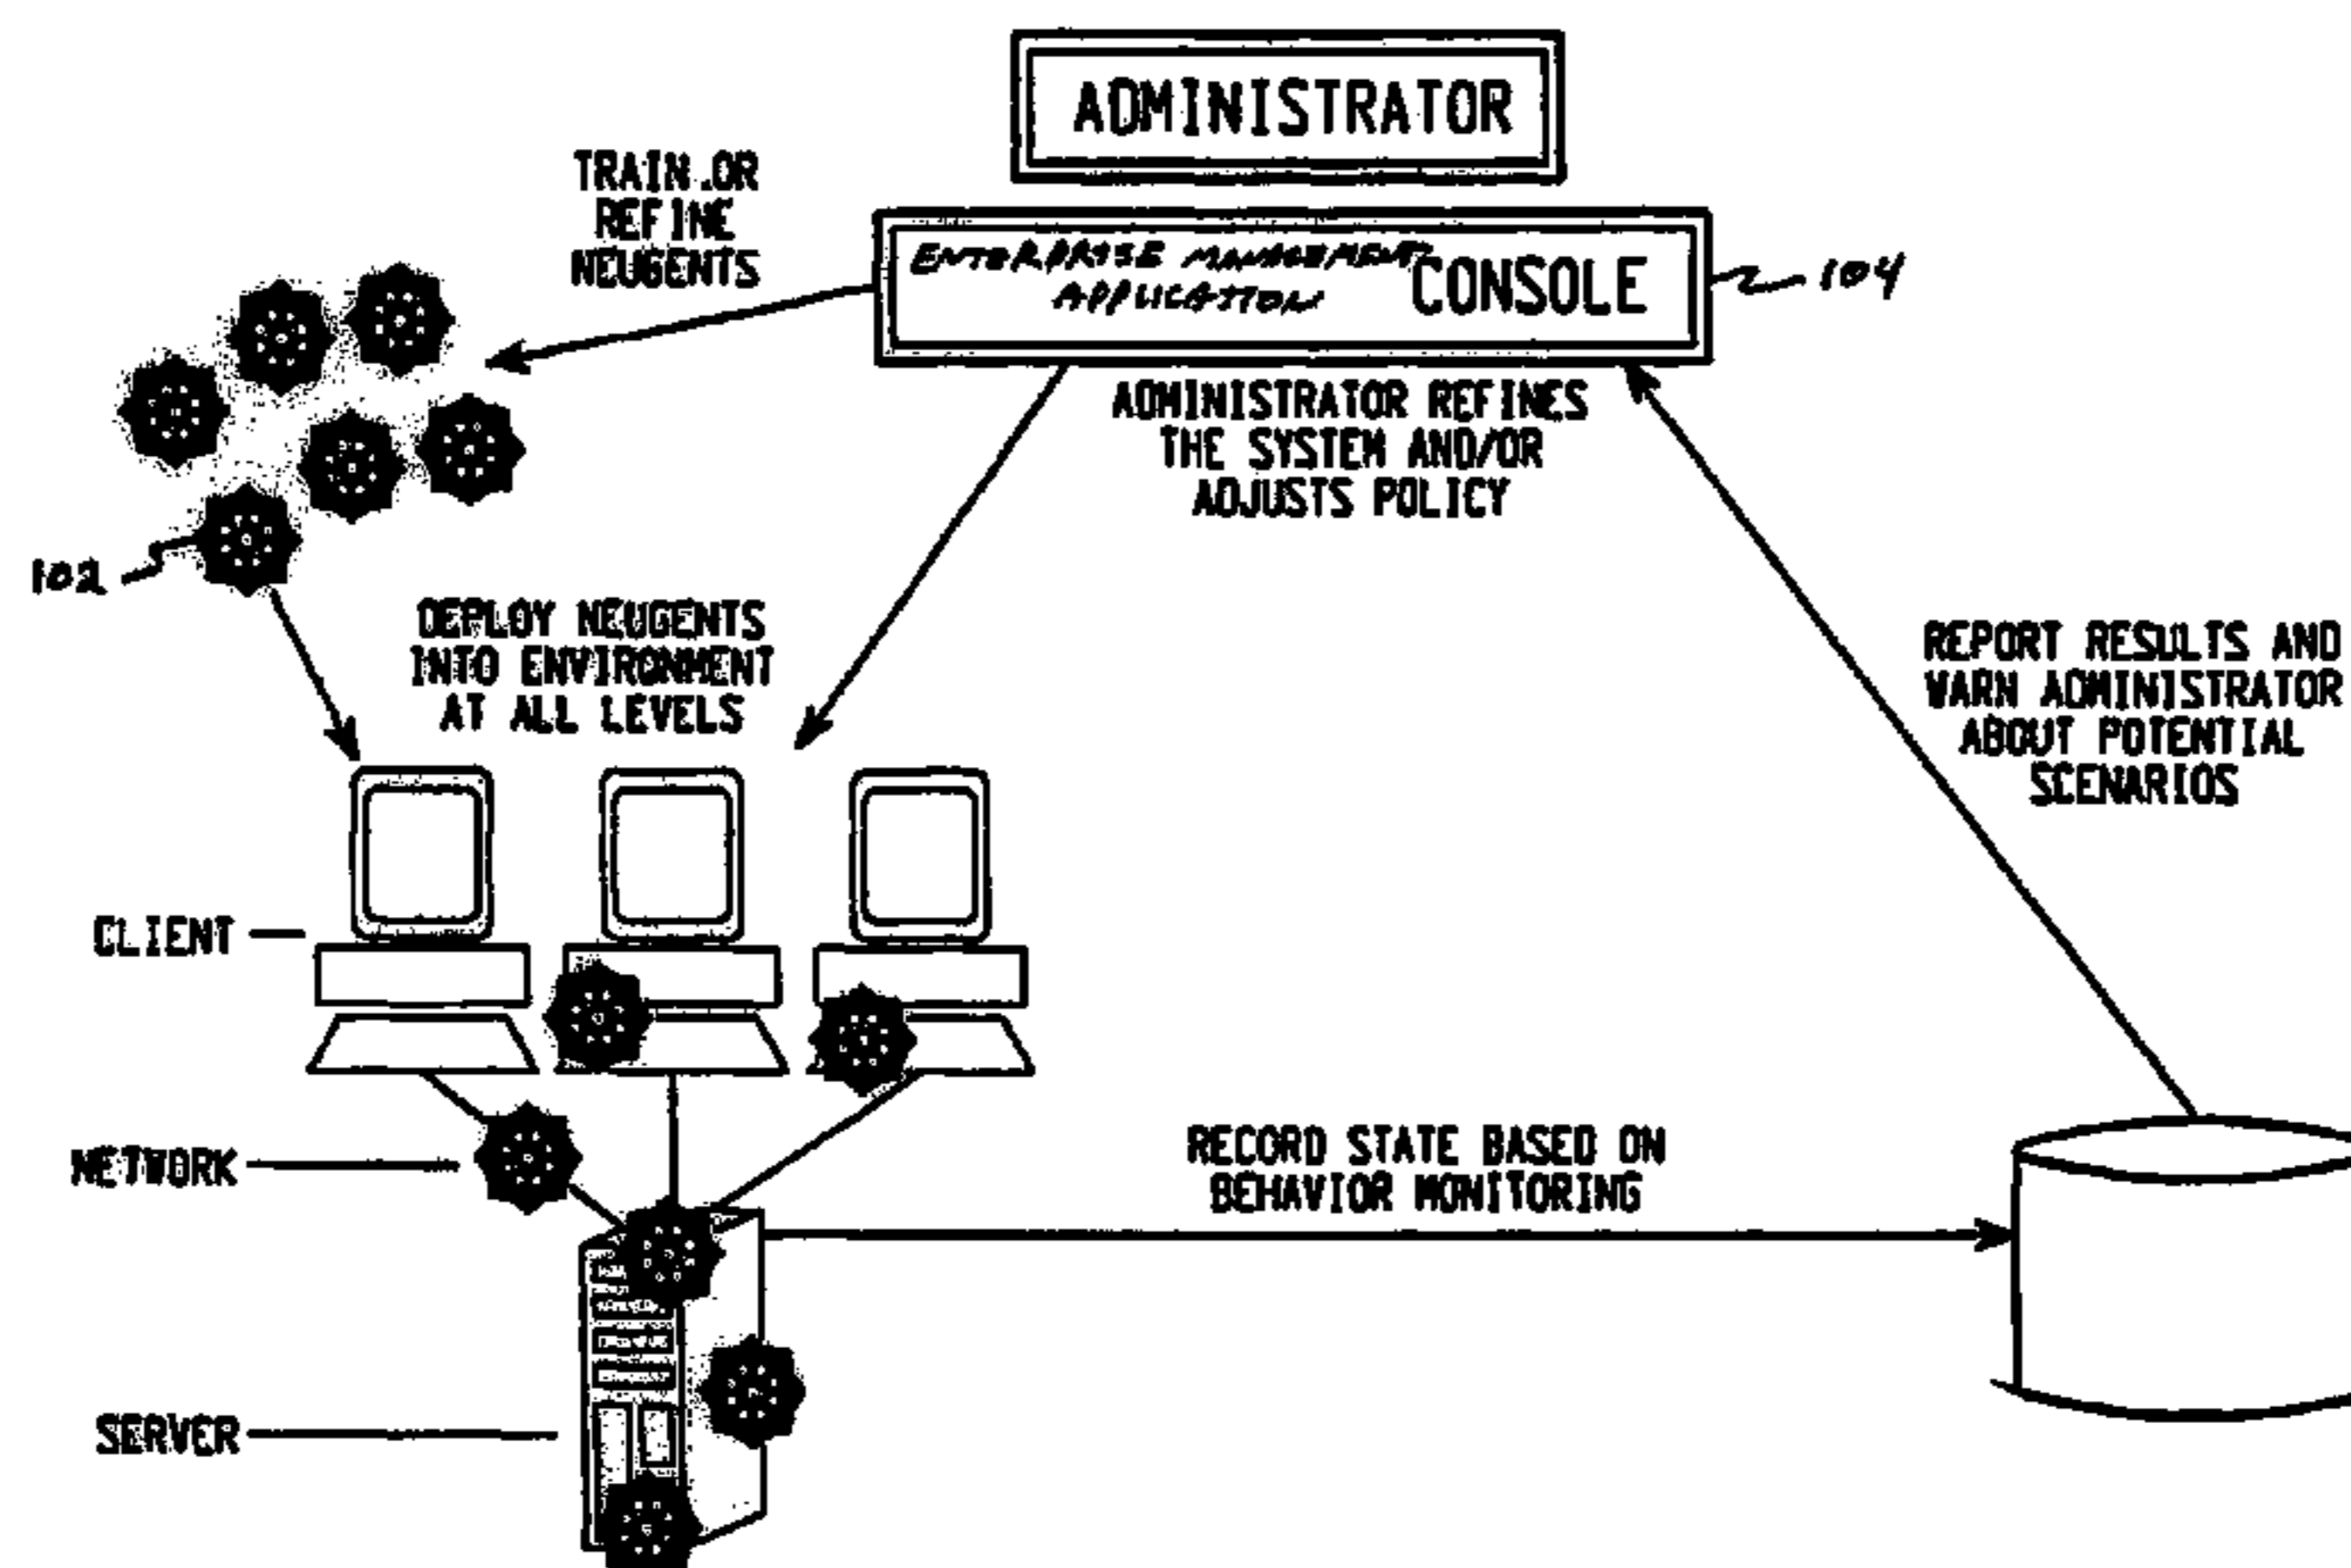 ADMINISTRATOR
TRAIN OR
REFINE
NEUGENTS
ENTERPRISE MANAGEMENT
APPLICATION CONSOLE
104
ADMINISTRATOR REFINES
THE SYSTEM AND/OR
ADJUSTS POLICY
102
DEPLOY NEUGENTS
INTO ENVIRONMENT
AT ALL LEVELS
REPORT RESULTS AND
WARN ADMINISTRATOR
ABOUT POTENTIAL
SCENARIOS
CLIENT
NETWORK
RECORD STATE BASED ON
BEHAVIOR MONITORING
SERVER